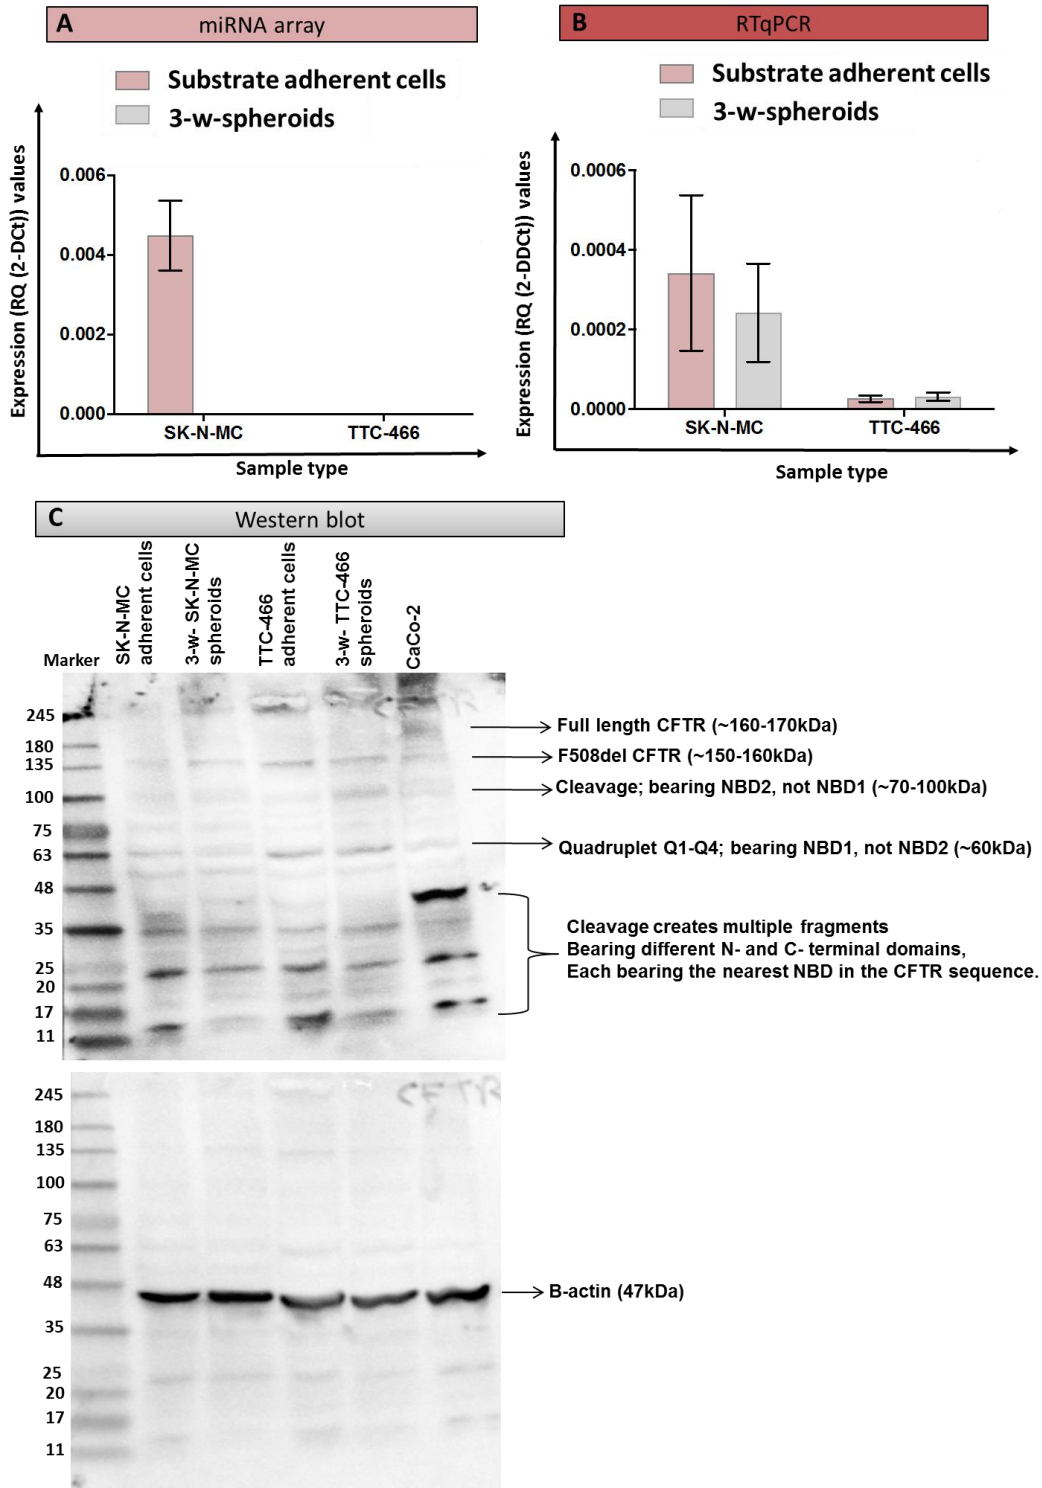 A miRNA array
Substrate adherent cells
3-w-spheroids
Expression (RQ (2-DCt)) values
0.006
0.004
0.002
0.000
SK-N-MC TTC-466
Sample type
B RTqPCR
Substrate adherent cells
3-w-spheroids
Expression (RQ (2-DDCt)) values
0.0006
0.0004
0.0002
0.0000
SK-N-MC TTC-466
Sample type
C Western blot
Marker
SK-N-MC
adherent cells
3-w- SK-N-MC
spheroids
TTC-466
adherent cells
3-w- TTC-466
spheroids
CaCo-2
245
180
135
100
75
63
48
35
25
20
17
11
Full length CFTR (~160-170kDa)
F508del CFTR (~150-160kDa)
Cleavage; bearing NBD2, not NBD1 (~70-100kDa)
Quadruplet Q1-Q4; bearing NBD1, not NBD2 (~60kDa)
Cleavage creates multiple fragments
Bearing different N- and C- terminal domains,
Each bearing the nearest NBD in the CFTR sequence.
CFTR
245
180
135
100
75
63
48
35
25
20
17
11
B-actin (47kDa)